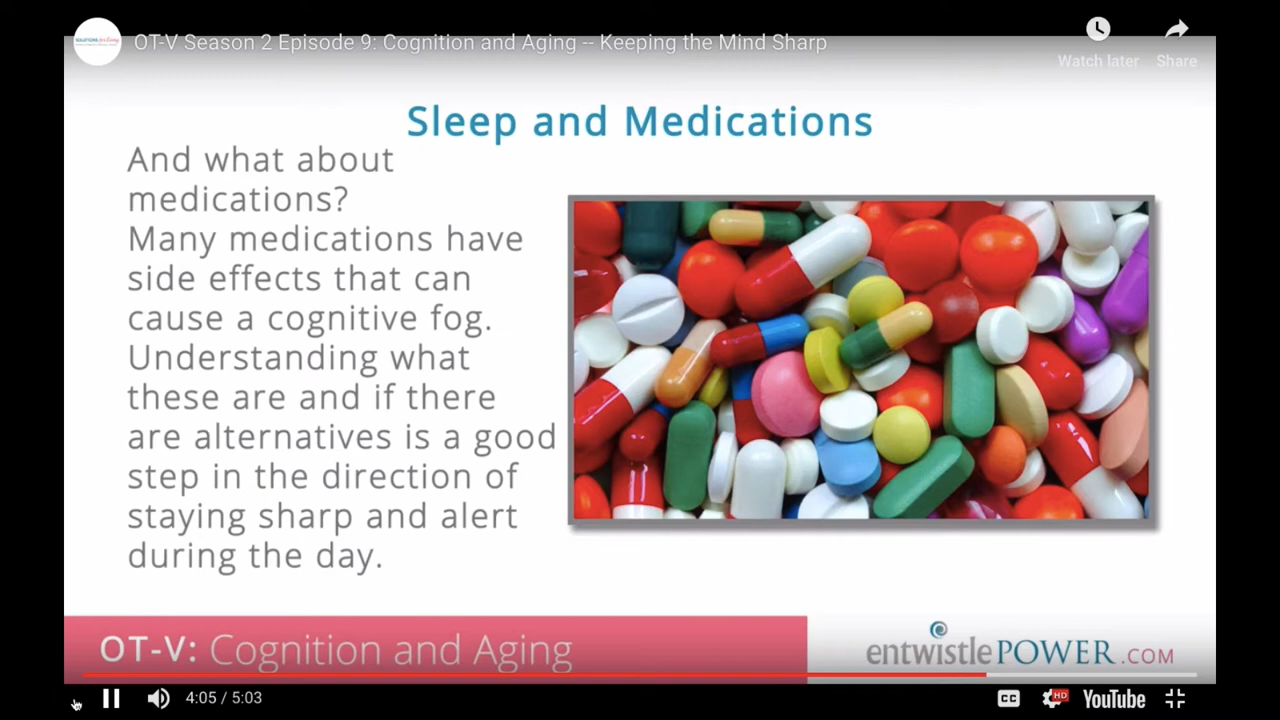 OT-V Season 2 Episode 9: Cognition and Aging -- Keeping the Mind Sharp
Watch later
Share
Sleep and Medications
And what about
medications?
Many medications have
side effects that can
cause a cognitive fog.
Understanding what
these are and if there
are alternatives is a good
step in the direction of
staying sharp and alert
during the day.
OT-V: Cognition and Aging
entwistlePOWER.COM
4:05 / 5:03
CC
HD
YouTube